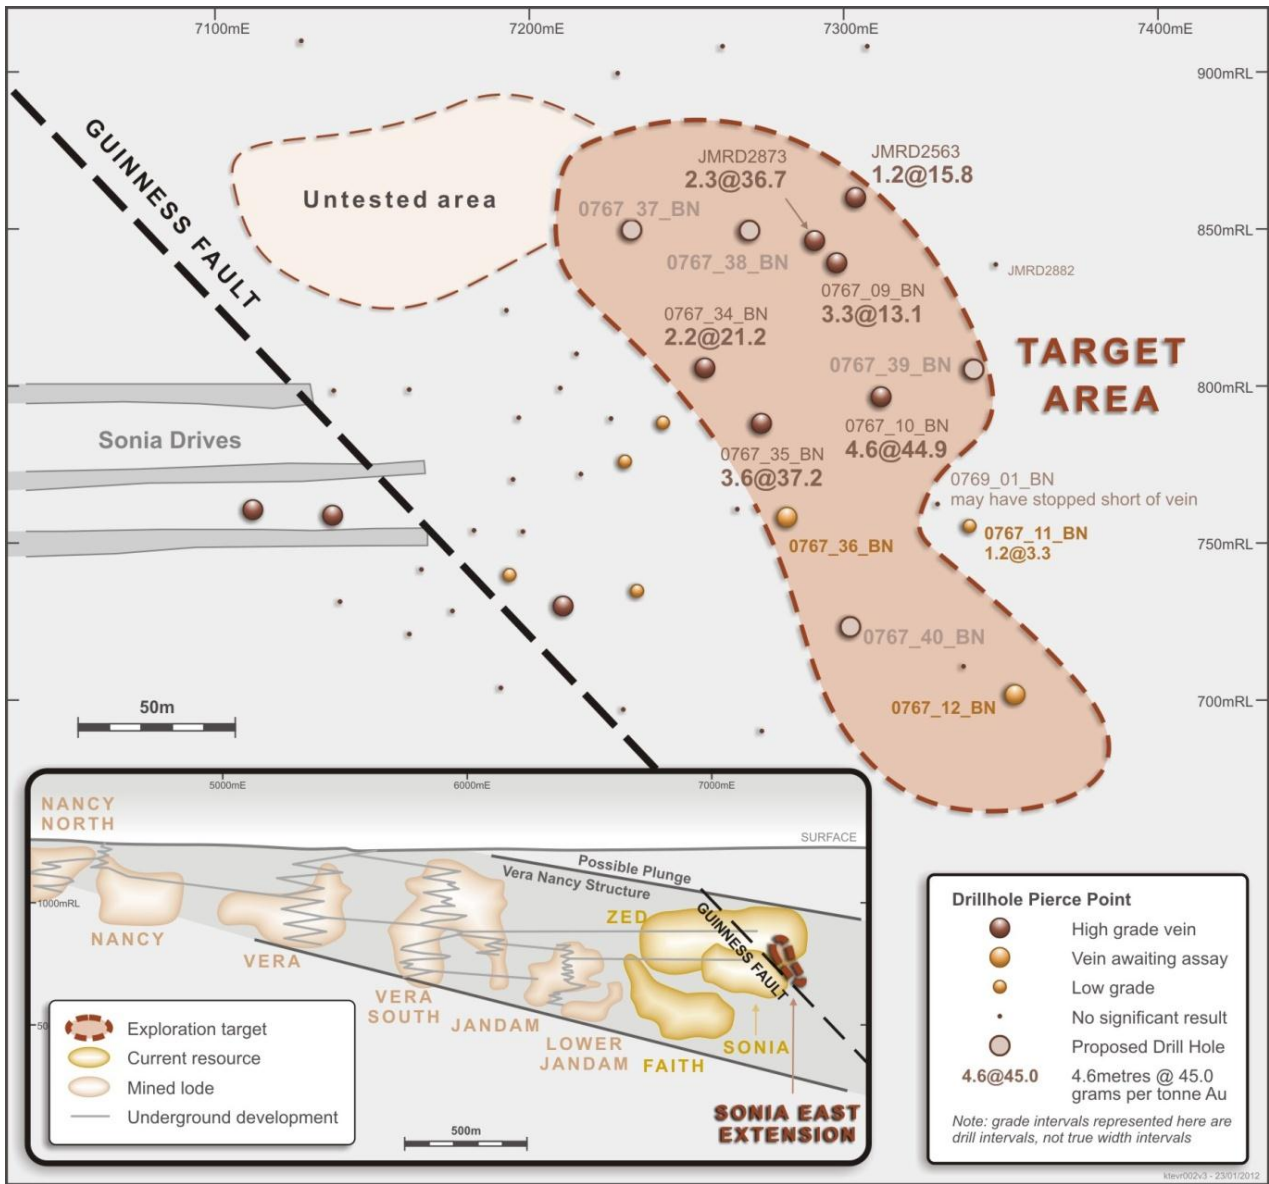 7100mE
7200mE
7300mE
7400mE
900mRL
850mRL
800mRL
750mRL
700mRL
GUINNESS FAULT
Untested area
JMRD2873
2.3@36.7
JMRD2563
1.2@15.8
0767_37_BN
0767_38_BN
0767_09_BN
3.3@13.1
JMRD2882
0767_34_BN
2.2@21.2
0767_39_BN
TARGET
AREA
Sonia Drives
0767_10_BN
4.6@44.9
0767_35_BN
3.6@37.2
0769_01_BN
may have stopped short of vein
0767_11_BN
1.2@3.3
0767_36_BN
0767_40_BN
0767_12_BN
50m
5000mE
6000mE
7000mE
NANCY
NORTH
SURFACE
Possible Plunge
Vera Nancy Structure
1000mRL
ZED
GUINNESS FAULT
NANCY
VERA
VERA
SOUTH
JANDAM
LOWER
JANDAM
FAITH
SONIA
SONIA EAST
EXTENSION
500m
Exploration target
Current resource
Mined lode
Underground development
Drillhole Pierce Point
High grade vein
Vein awaiting assay
Low grade
No significant result
Proposed Drill Hole
4.6@45.0 4.6metres @ 45.0
grams per tonne Au
Note: grade intervals represented here are
drill intervals, not true width intervals
ktevr002v3 - 23/01/2012